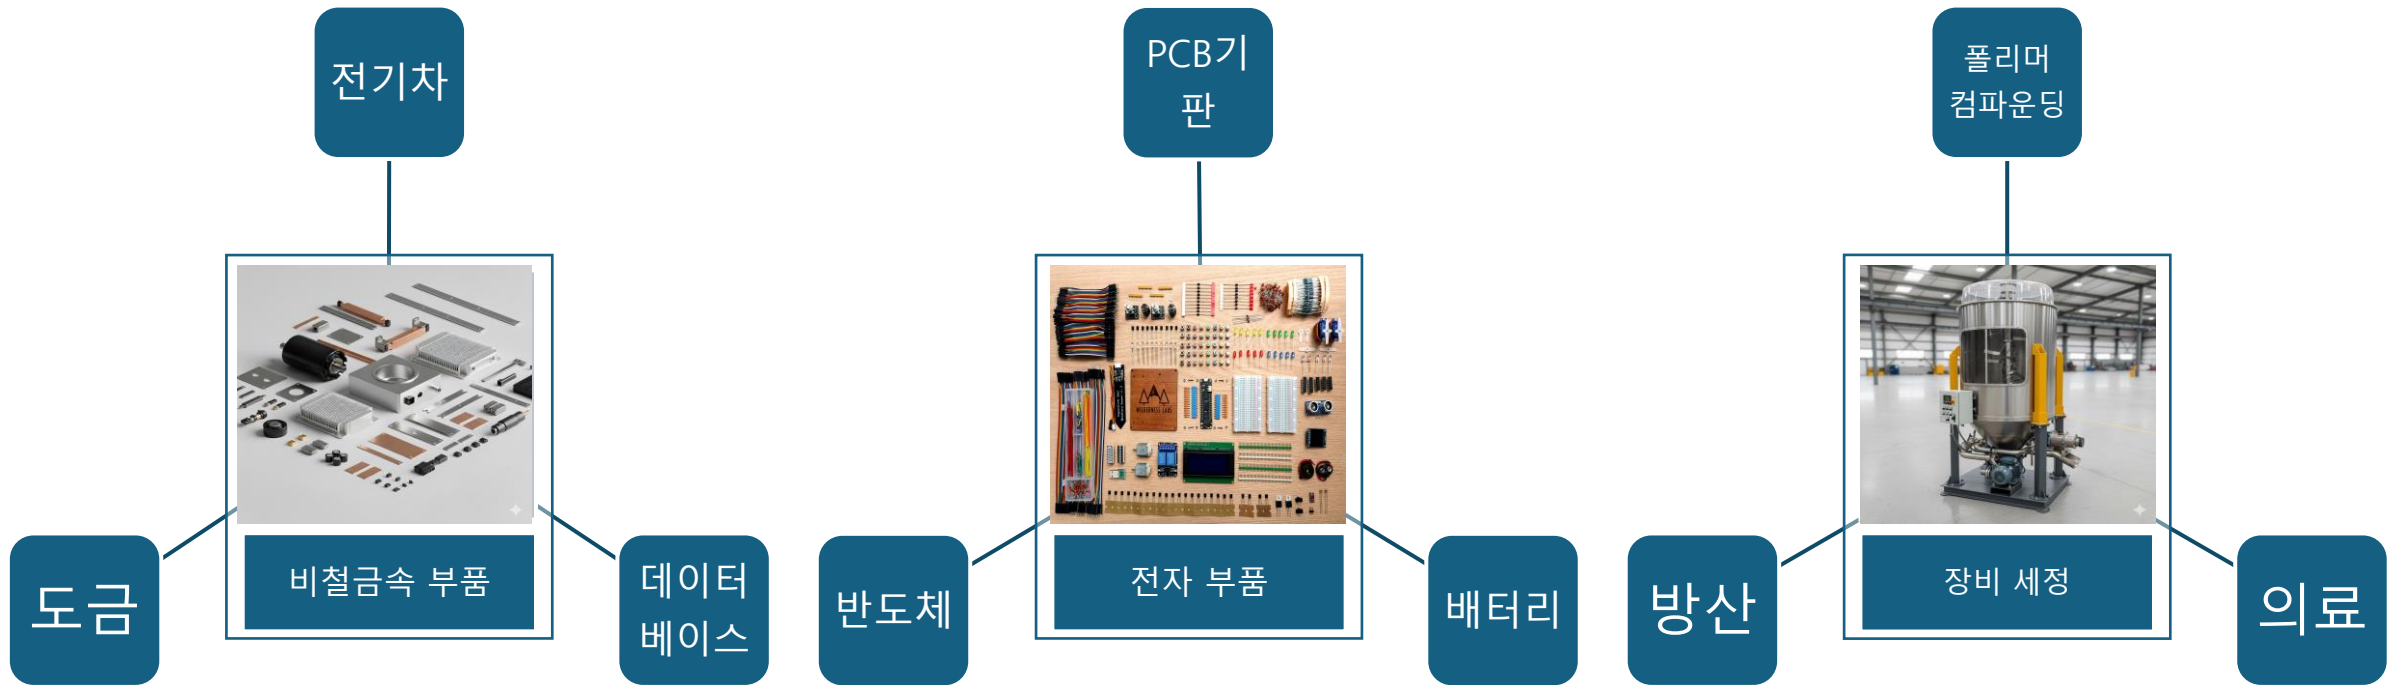 전기차
비철금속 부품
도금
데이터
베이스
PCB기
판
WILDERNESS LABS
전자 부품
반도체
배터리
폴리머
컴파운딩
장비 세정
방산
의료